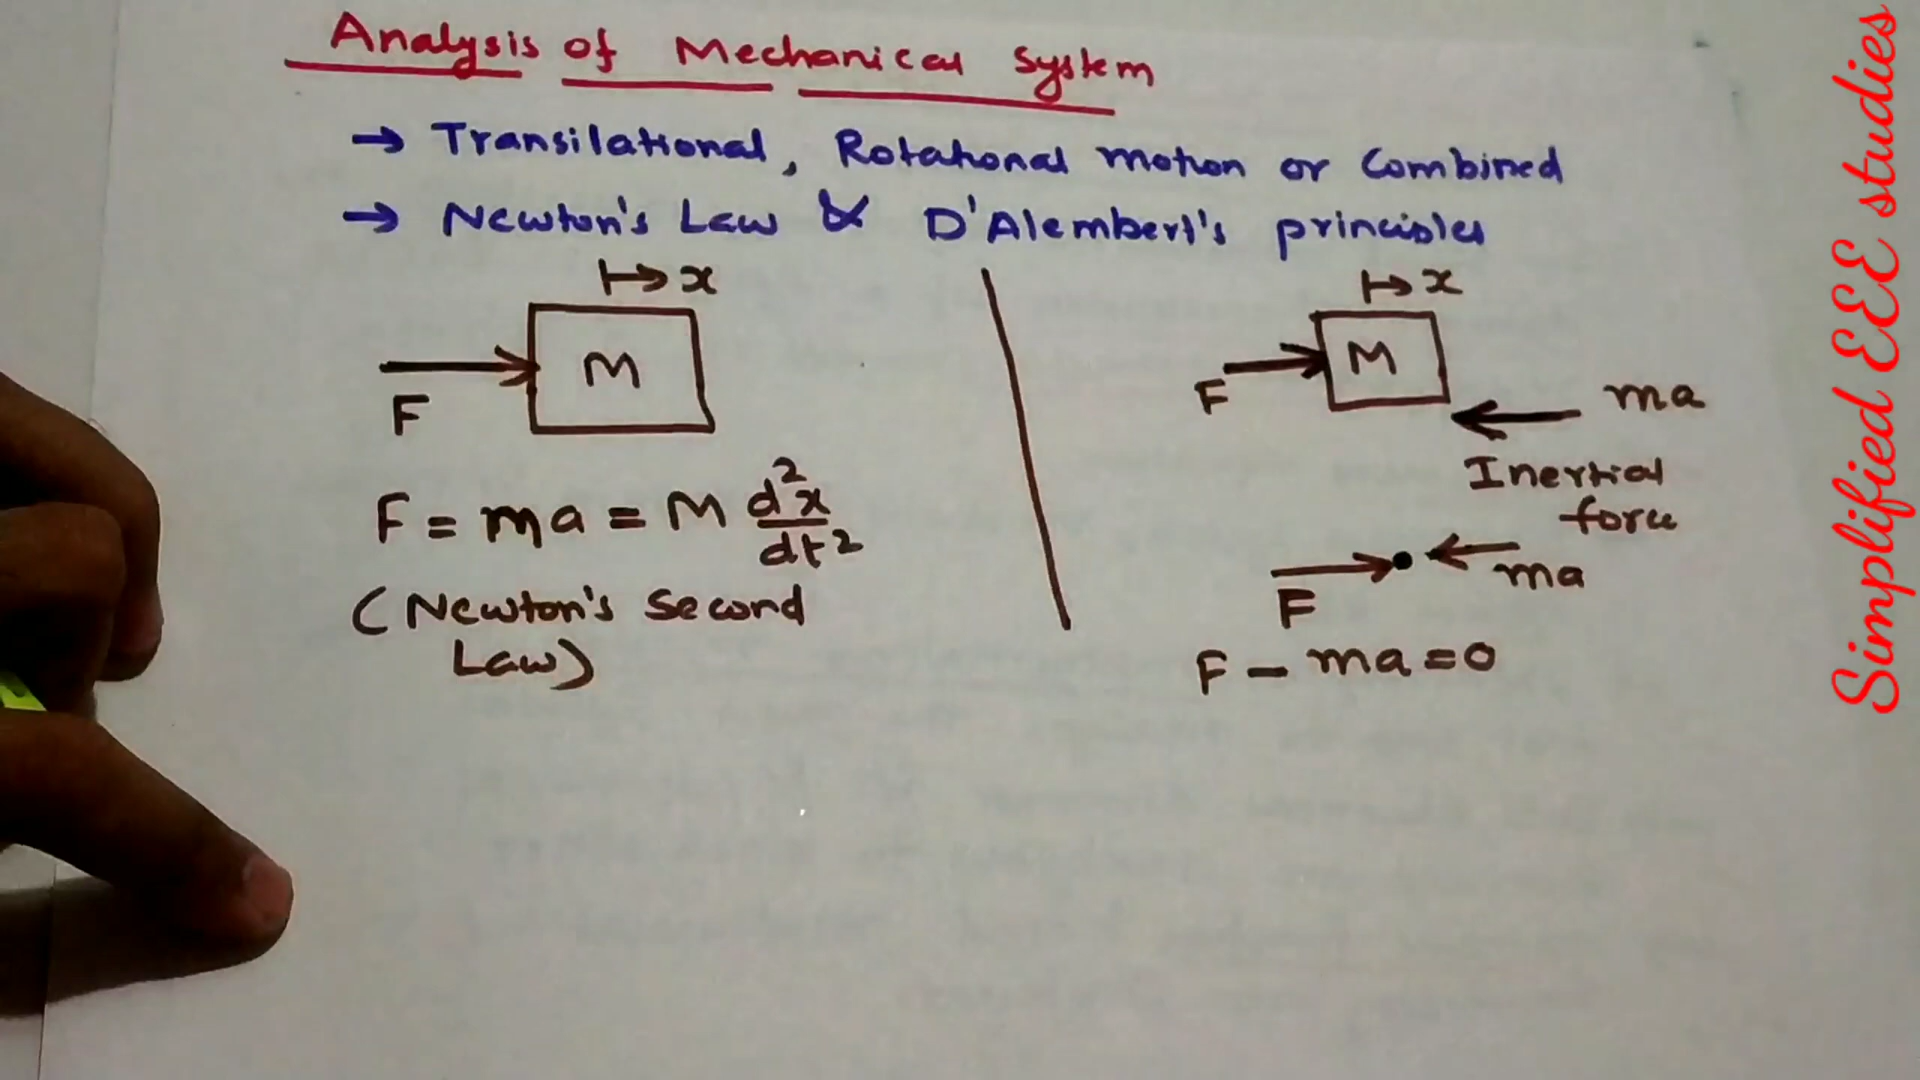 Analysis of Mechanical System
→ Transilational, Rotational motion or Combined
→ Newton's Law & D'Alembert's principles
x
M
F
F = ma = M d²x/dt²
(Newton's Second
Law)
x
M
F
ma
Inertial
force
F
ma
F - ma = 0
Simplified EEE studies